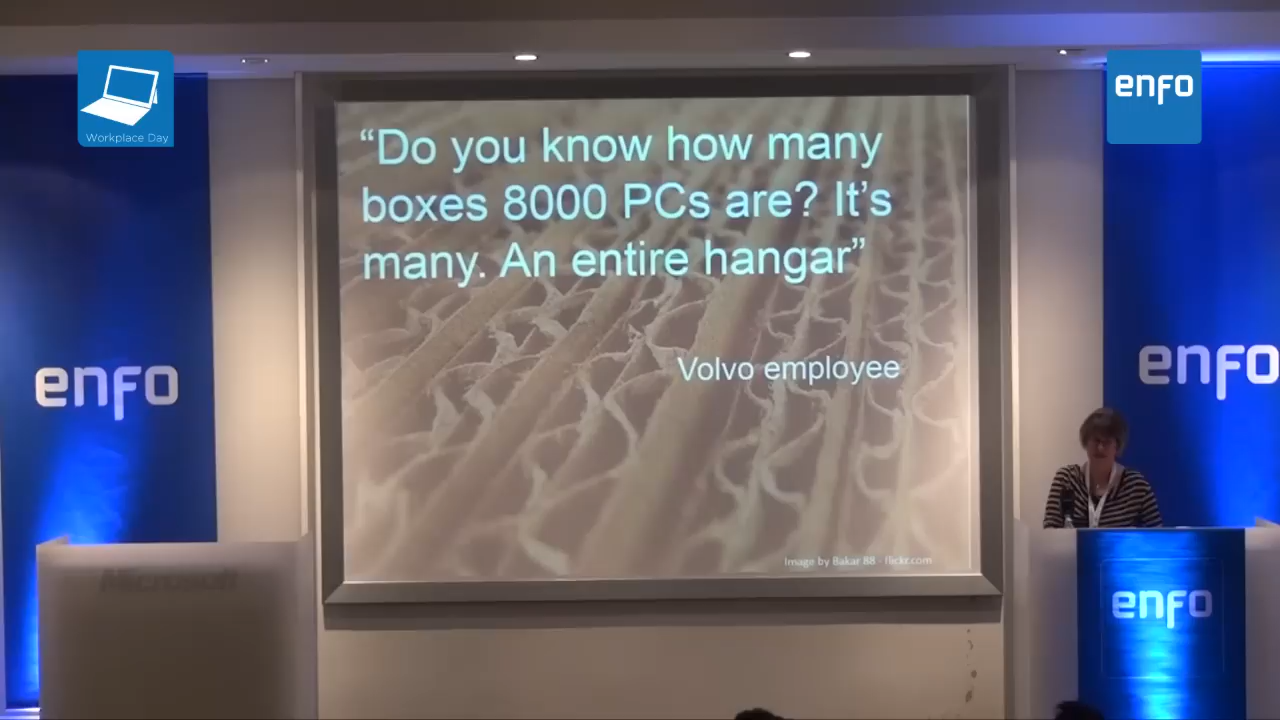 Workplace Day
enfo
“Do you know how many
boxes 8000 PCs are? It’s
many. An entire hangar”
Volvo employee
Image by Bakar 88 - flickr.com
enfo
enfo
Microsoft
enfo